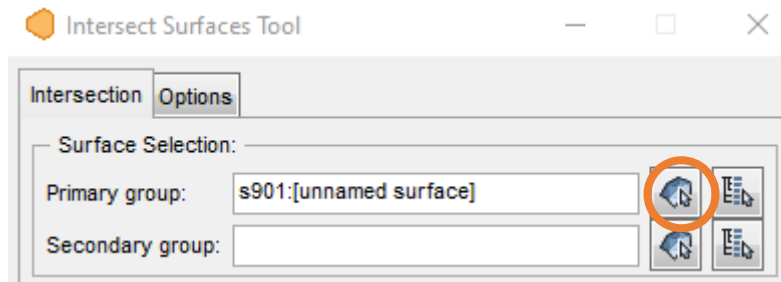 Intersect Surfaces Tool
Intersection Options
Surface Selection:
Primary group: s901:[unnamed surface]
Secondary group: